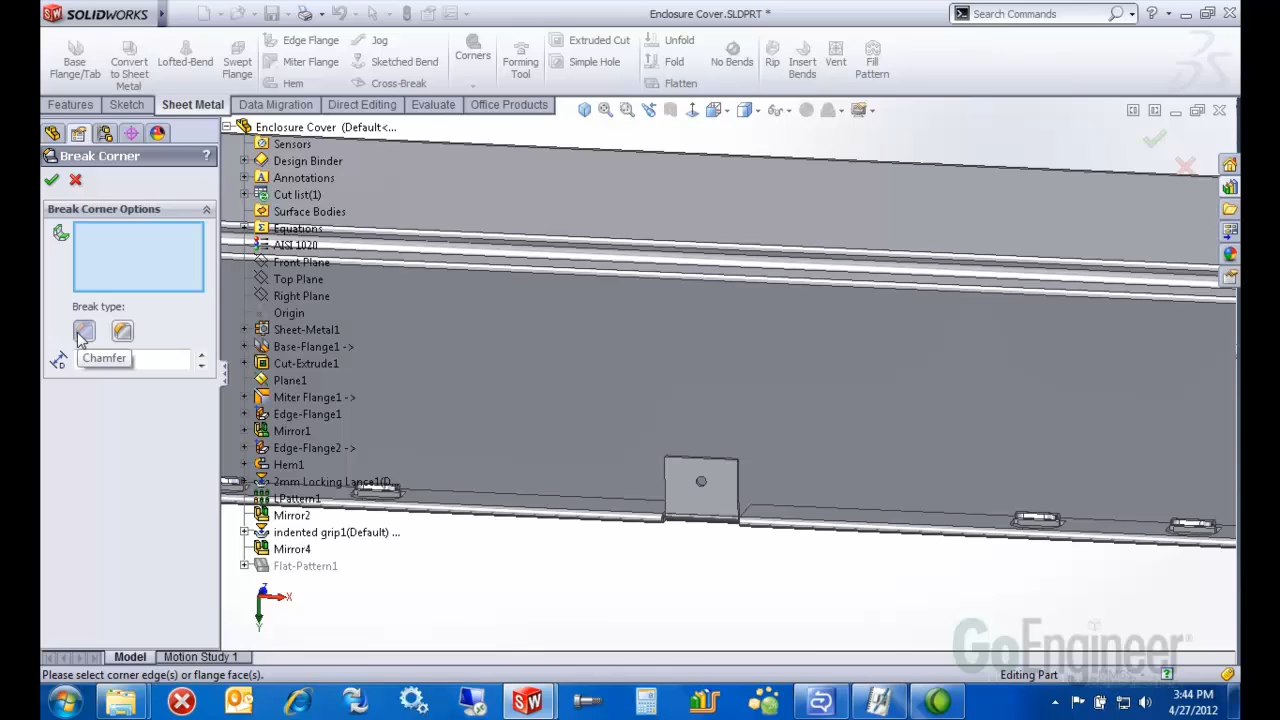 SOLIDWORKS
Enclosure Cover.SLDPRT *
Search Commands
Base Flange/Tab
Convert to Sheet Metal
Lofted-Bend
Swept Flange
Edge Flange
Miter Flange
Hem
Jog
Sketched Bend
Cross-Break
Corners
Forming Tool
Extruded Cut
Simple Hole
Unfold
Fold
Flatten
No Bends
Rip
Insert Bends
Vent
Fill Pattern
Features
Sketch
Sheet Metal
Data Migration
Direct Editing
Evaluate
Office Products
Break Corner
?
Break Corner Options
Break type:
Chamfer
Enclosure Cover (Default<...
Sensors
Design Binder
Annotations
Cut list(1)
Surface Bodies
Equations
AISI 1020
Front Plane
Top Plane
Right Plane
Origin
Sheet-Metal1
Base-Flange1 ->
Cut-Extrude1
Plane1
Miter Flange1 ->
Edge-Flange1
Mirror1
Edge-Flange2 ->
Hem1
2mm Locking Lance1(D...
LPattern1
Mirror2
indented grip1(Default) ...
Mirror4
Flat-Pattern1
Z
X
Y
GoEngineer®
Model
Motion Study 1
Please select corner edge(s) or flange face(s).
Editing Part
3:44 PM
4/27/2012